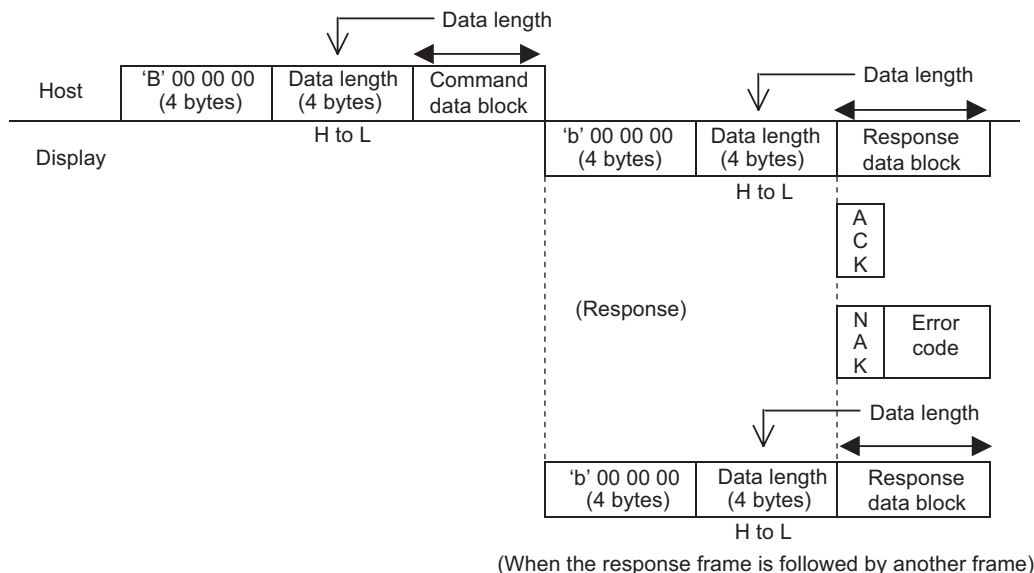 Data length
Host
‘B’ 00 00 00
(4 bytes)
Data length
(4 bytes)
Command
data block
H to L
Data length
Display
‘b’ 00 00 00
(4 bytes)
Data length
(4 bytes)
Response
data block
H to L
A
C
K
(Response)
N
A
K
Error
code
Data length
‘b’ 00 00 00
(4 bytes)
Data length
(4 bytes)
Response
data block
H to L
(When the response frame is followed by another frame)